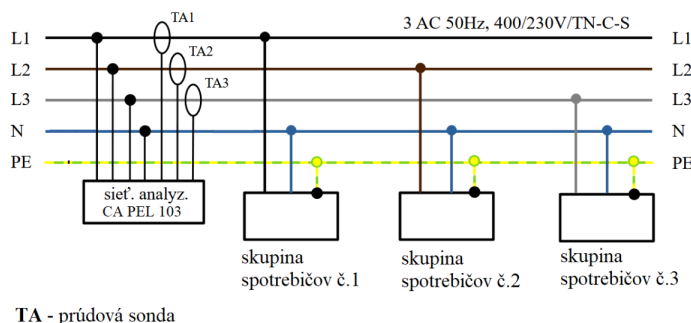 TA1
3 AC 50Hz, 400/230V/TN-C-S
L1
L1
TA2
L2
L2
TA3
L3
L3
N
N
PE
PE
sieť. analyz.
CA PEL 103
skupina
spotrebičov č.1
skupina
spotrebičov č.2
skupina
spotrebičov č.3
TA - prúdová sonda